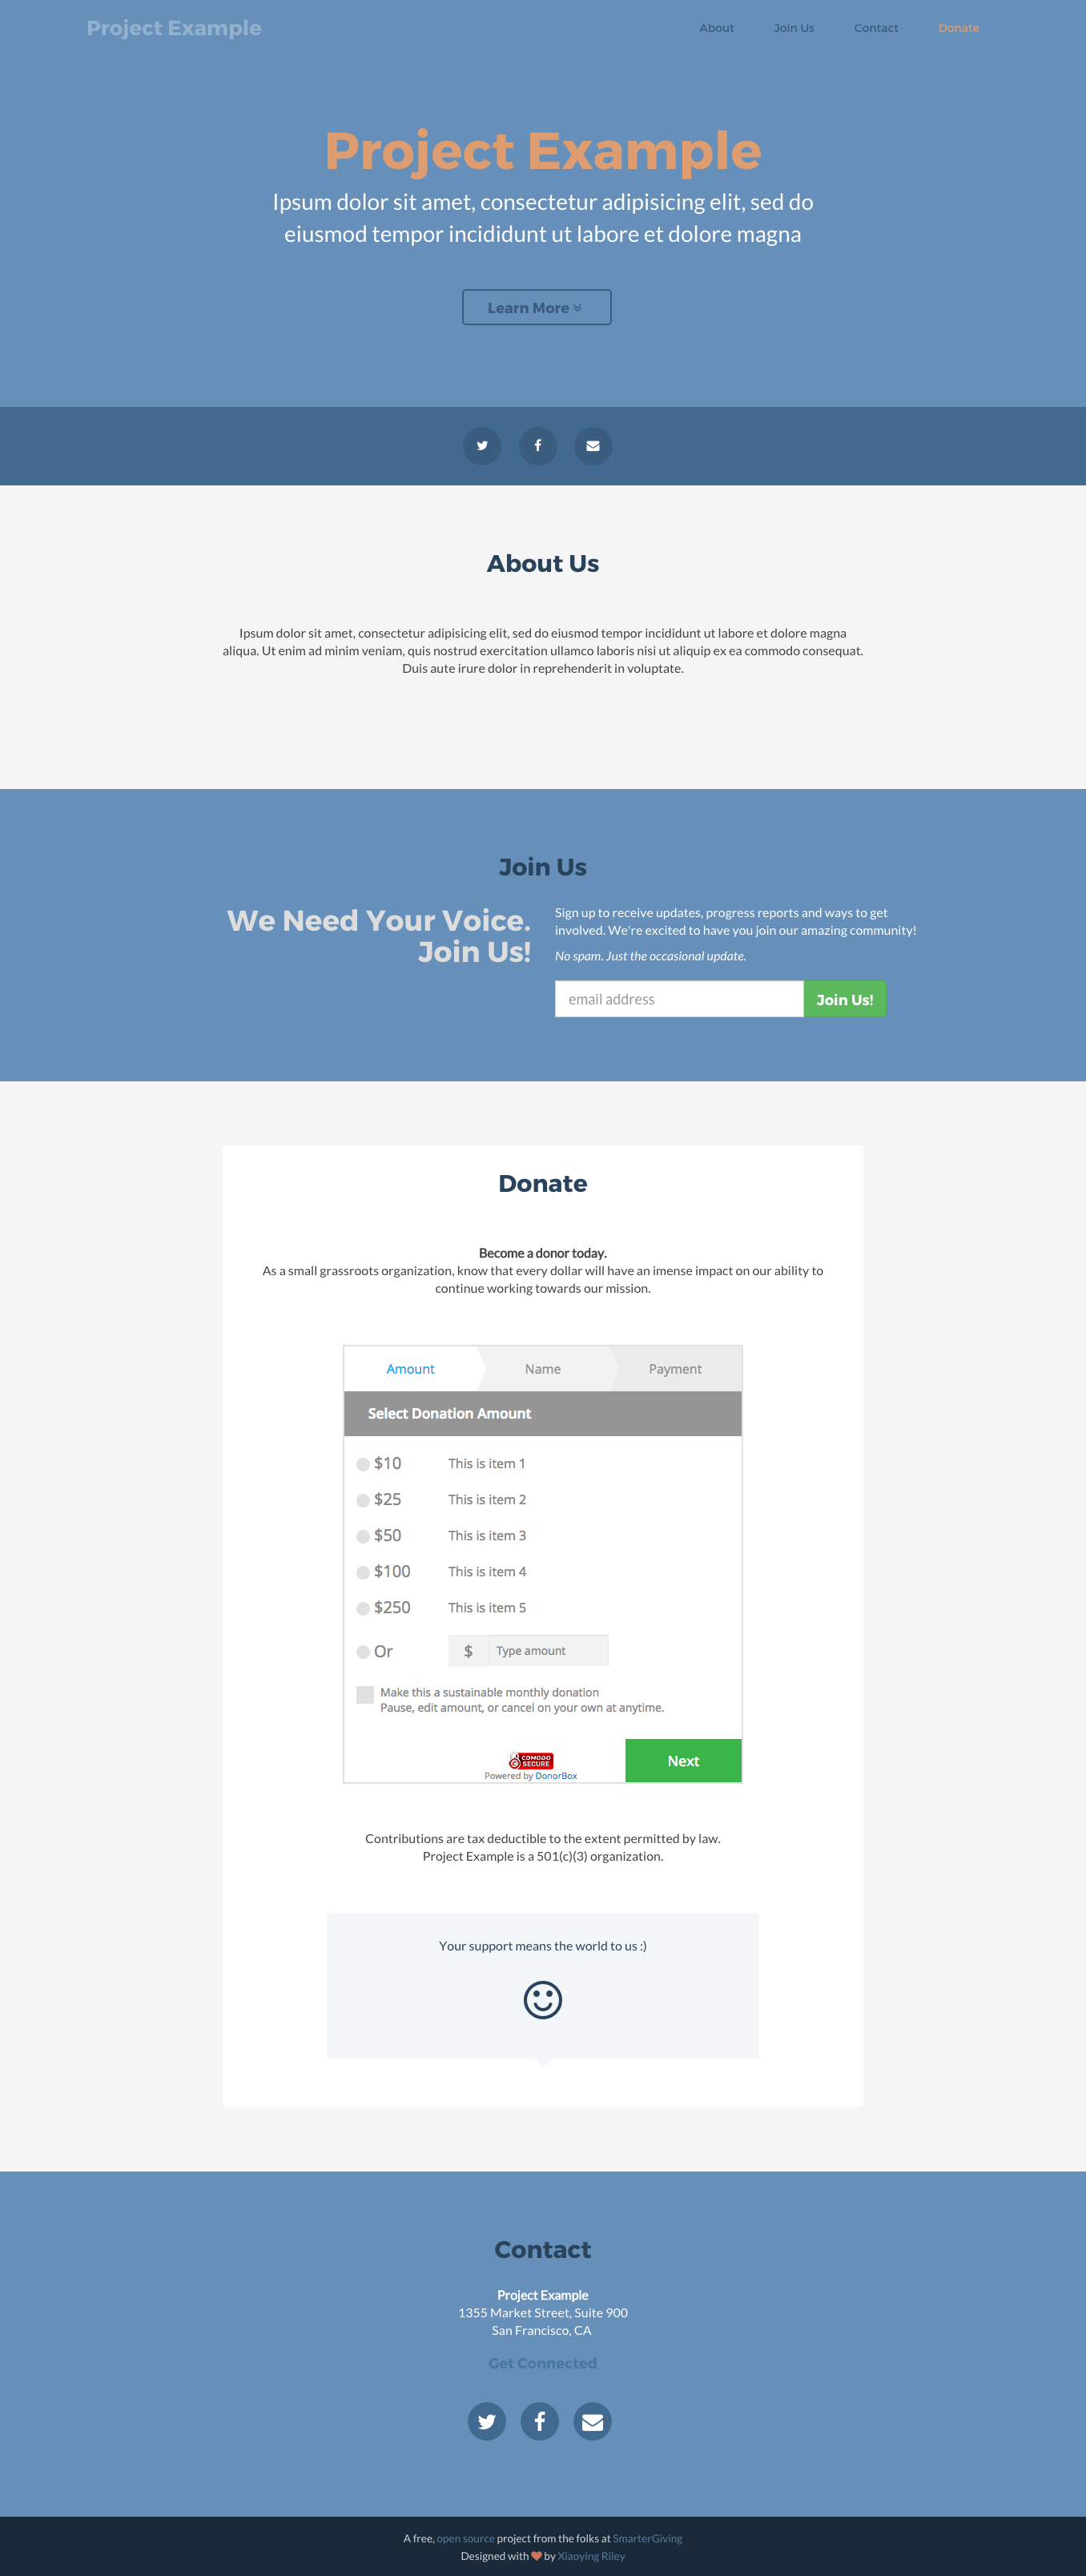 Project Example
About
Join Us
Contact
Donate
Project Example
Ipsum dolor sit amet, consectetur adipisicing elit, sed do
eiusmod tempor incididunt ut labore et dolore magna
Learn More
About Us
Ipsum dolor sit amet, consectetur adipisicing elit, sed do eiusmod tempor incididunt ut labore et dolore magna
aliqua. Ut enim ad minim veniam, quis nostrud exercitation ullamco laboris nisi ut aliquip ex ea commodo consequat.
Duis aute irure dolor in reprehenderit in voluptate.
Join Us
We Need Your Voice.
Join Us!
Sign up to receive updates, progress reports and ways to get
involved. We're excited to have you join our amazing community!
No spam. Just the occasional update.
email address
Join Us!
Donate
Become a donor today.
As a small grassroots organization, know that every dollar will have an imense impact on our ability to
continue working towards our mission.
Amount
Name
Payment
Select Donation Amount
$10 This is item 1
$25 This is item 2
$50 This is item 3
$100 This is item 4
$250 This is item 5
Or $ Type amount
Make this a sustainable monthly donation
Pause, edit amount, or cancel on your own at anytime.
COMODO
SECURE
Powered by DonorBox
Next
Contributions are tax deductible to the extent permitted by law.
Project Example is a 501(c)(3) organization.
Your support means the world to us :)
Contact
Project Example
1355 Market Street, Suite 900
San Francisco, CA
Get Connected
A free, open source project from the folks at SmarterGiving
Designed with by Xiaoying Riley